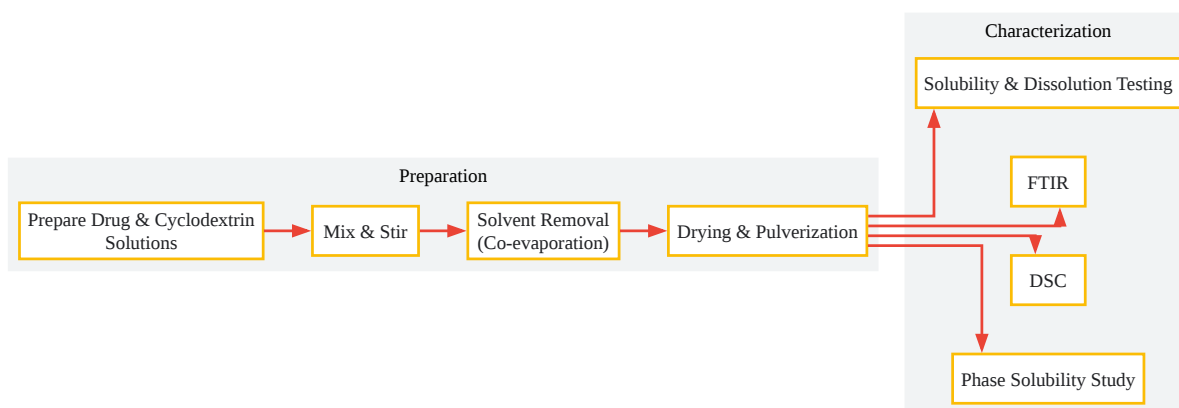 Characterization
Solubility & Dissolution Testing
Preparation
FTIR
Prepare Drug & Cyclodextrin
Solutions
Mix & Stir
Solvent Removal
(Co-evaporation)
Drying & Pulverization
DSC
Phase Solubility Study